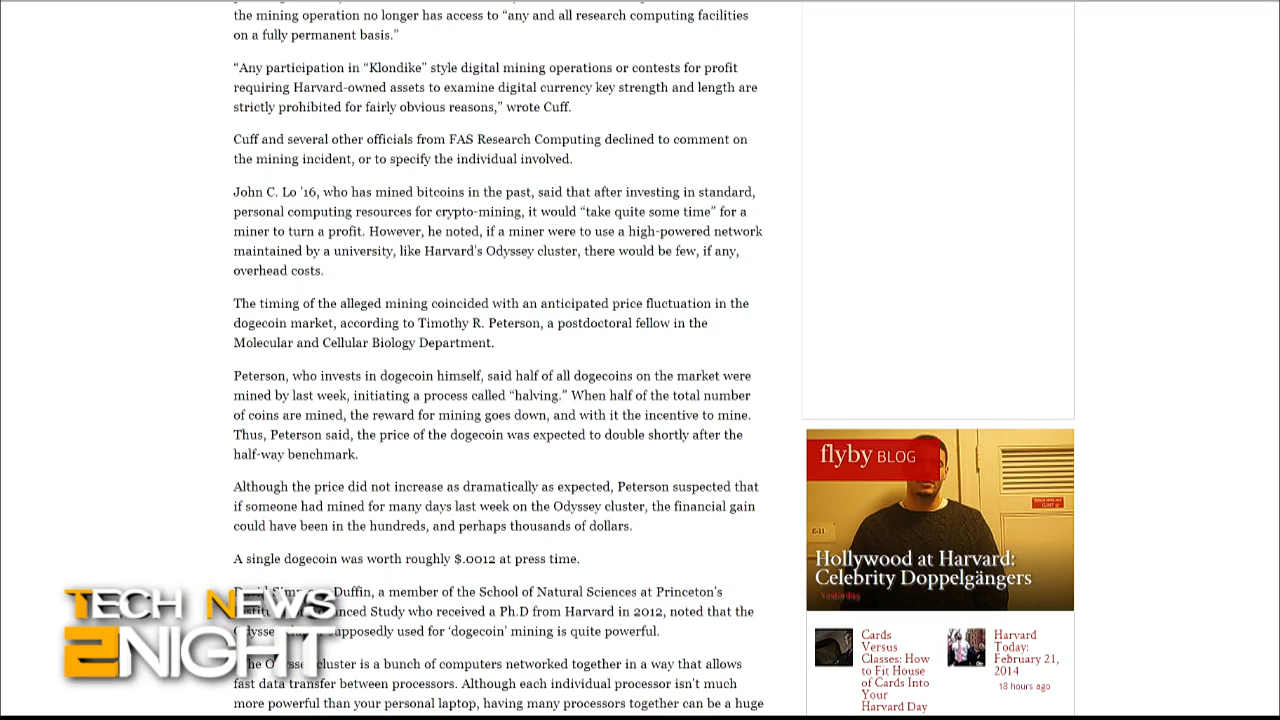 the mining operation no longer has access to “any and all research computing facilities
on a fully permanent basis.”
“Any participation in “Klondike” style digital mining operations or contests for profit
requiring Harvard-owned assets to examine digital currency key strength and length are
strictly prohibited for fairly obvious reasons,” wrote Cuff.
Cuff and several other officials from FAS Research Computing declined to comment on
the mining incident, or to specify the individual involved.
John C. Lo ’16, who has mined bitcoins in the past, said that after investing in standard,
personal computing resources for crypto-mining, it would “take quite some time” for a
miner to turn a profit. However, he noted, if a miner were to use a high-powered network
maintained by a university, like Harvard’s Odyssey cluster, there would be few, if any,
overhead costs.
The timing of the alleged mining coincided with an anticipated price fluctuation in the
dogecoin market, according to Timothy R. Peterson, a postdoctoral fellow in the
Molecular and Cellular Biology Department.
Peterson, who invests in dogecoin himself, said half of all dogecoins on the market were
mined by last week, initiating a process called “halving.” When half of the total number
of coins are mined, the reward for mining goes down, and with it the incentive to mine.
Thus, Peterson said, the price of the dogecoin was expected to double shortly after the
half-way benchmark.
Although the price did not increase as dramatically as expected, Peterson suspected that
if someone had mined for many days last week on the Odyssey cluster, the financial gain
could have been in the hundreds, and perhaps thousands of dollars.
A single dogecoin was worth roughly $.0012 at press time.
Duffin, a member of the School of Natural Sciences at Princeton’s
Study who received a Ph.D from Harvard in 2012, noted that the
supposedly used for ‘dogecoin’ mining is quite powerful.
cluster is a bunch of computers networked together in a way that allows
fast data transfer between processors. Although each individual processor isn’t much
more powerful than your personal laptop, having many processors together can be a huge
TECH NEWS
2NIGHT
flyby BLOG
E-11
Hollywood at Harvard:
Celebrity Doppelgängers
Yesterday
Cards
Versus
Classes: How
to Fit House
of Cards Into
Your
Harvard Day
Harvard
Today:
February 21,
2014
18 hours ago